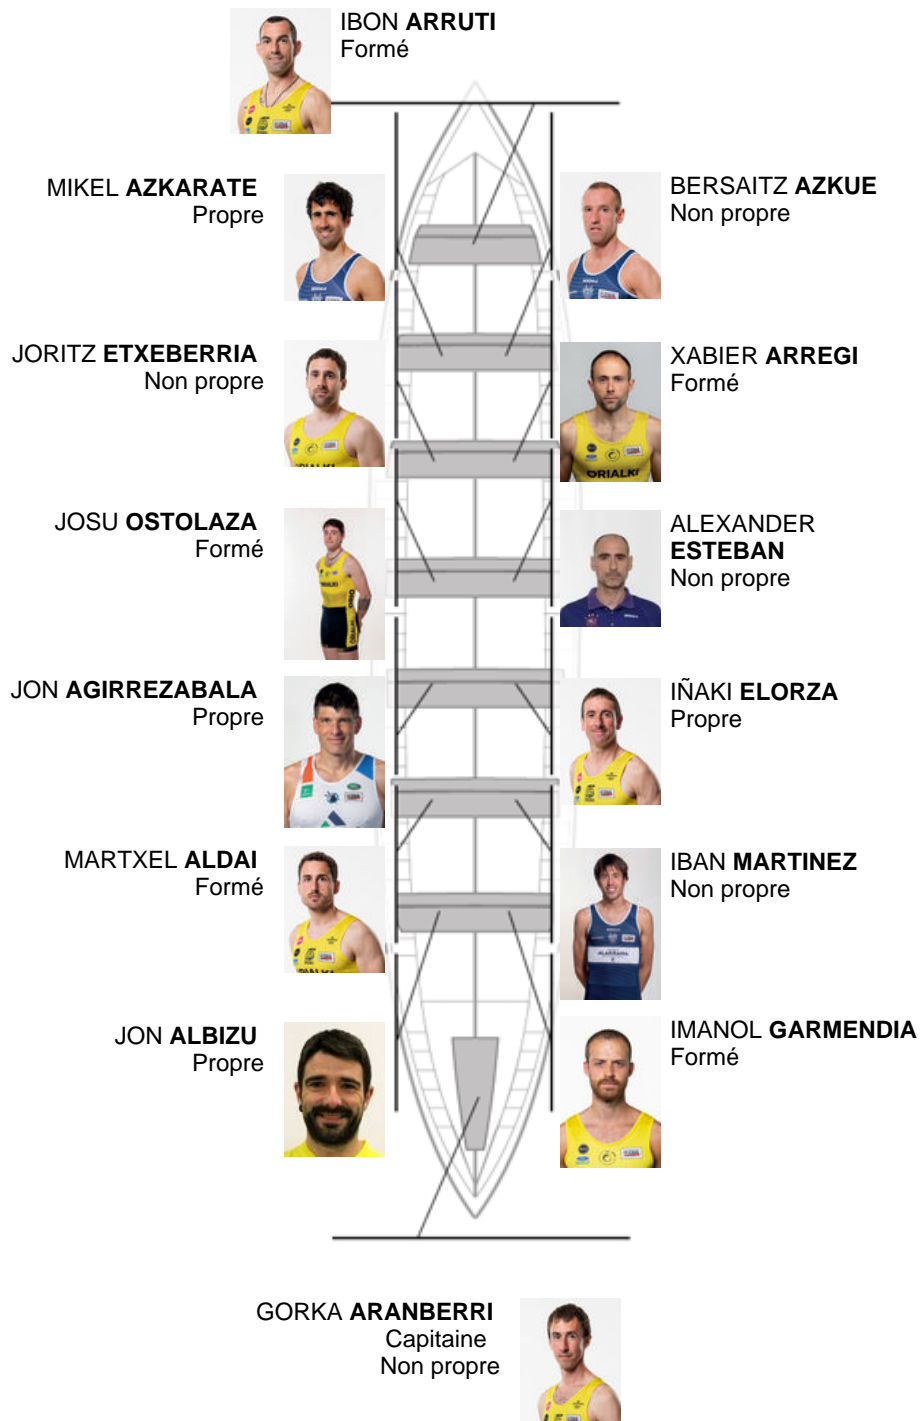 IBON ARRUTI
Formé
MIKEL AZKARATE
Propre
BERSAITZ AZKUE
Non propre
JORITZ ETXEBERRIA
Non propre
XABIER ARREGI
Formé
ORIALKI
JOSU OSTOLAZA
Formé
ALEXANDER
ESTEBAN
Non propre
JON AGIRREZABALA
Propre
IÑAKI ELORZA
Propre
MARTXEL ALDAI
Formé
IBAN MARTINEZ
Non propre
JON ALBIZU
Propre
IMANOL GARMENDIA
Formé
GORKA ARANBERRI
Capitaine
Non propre